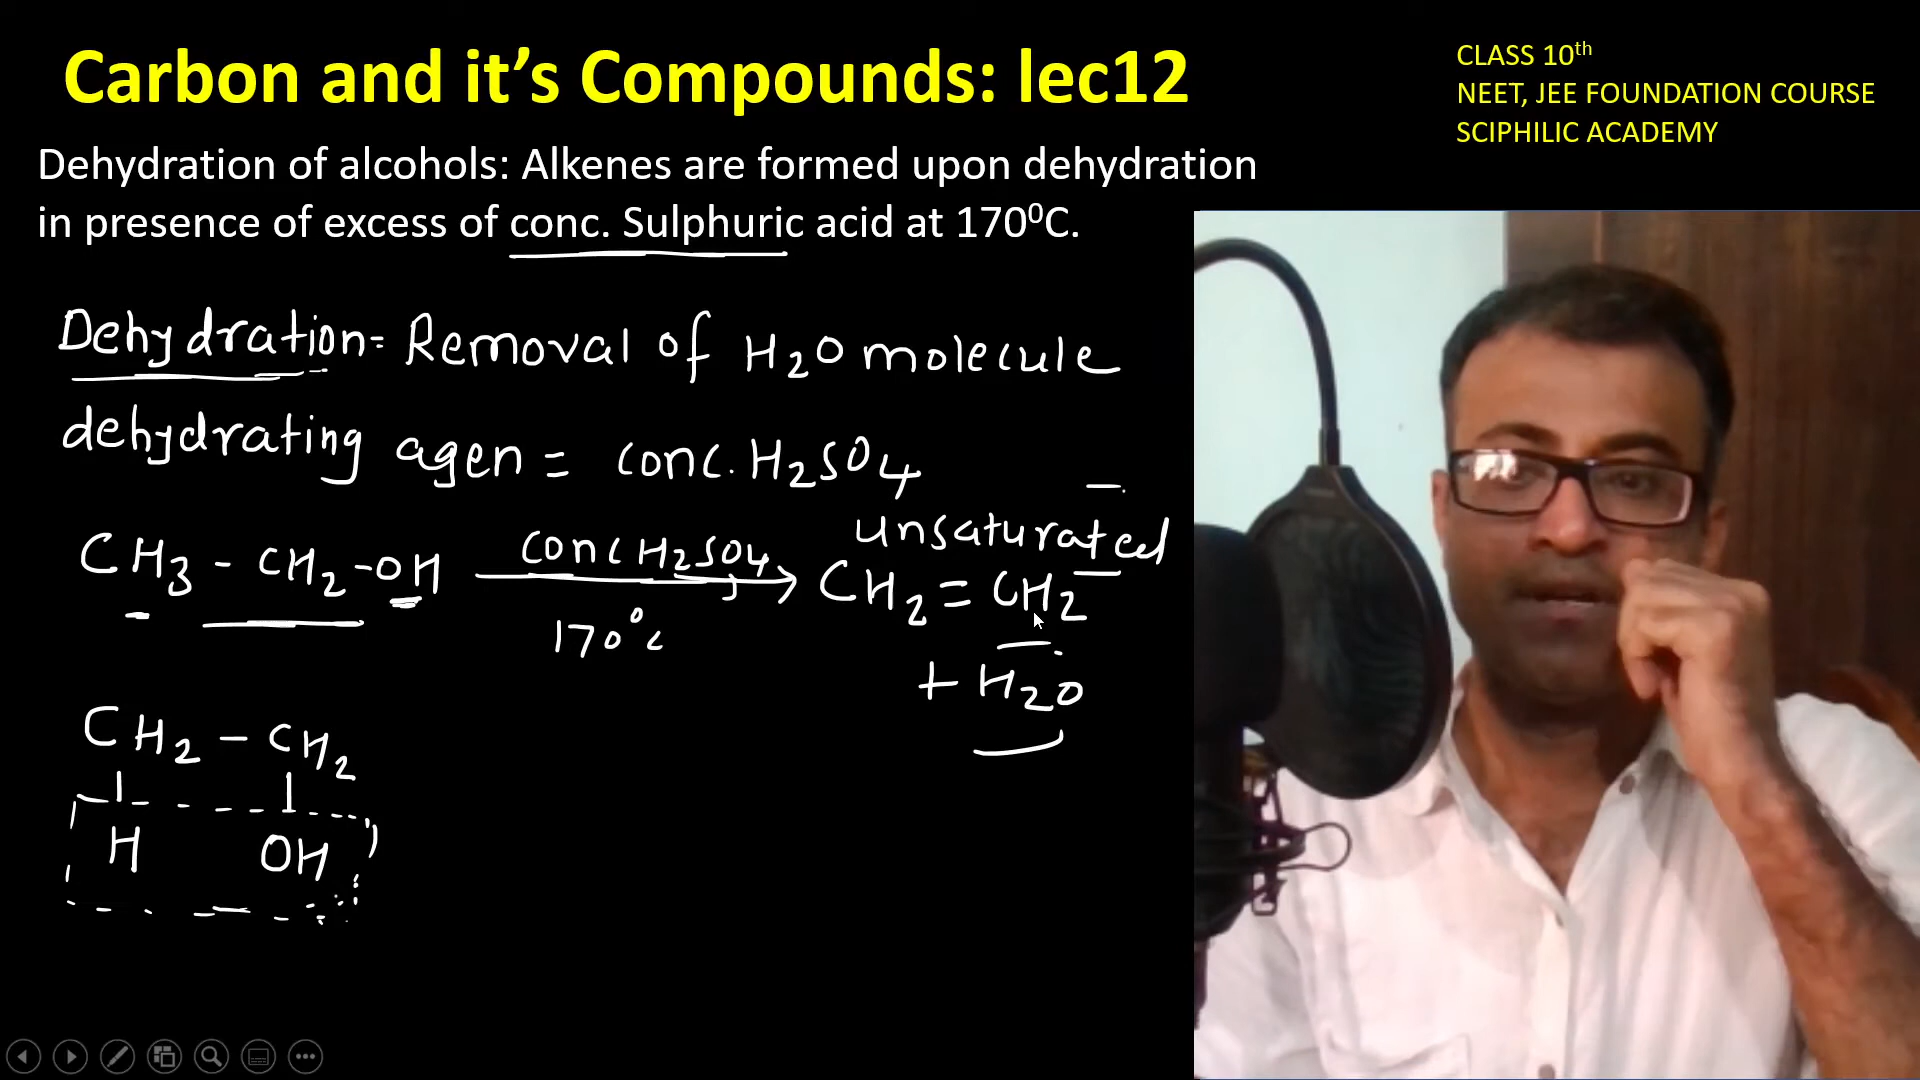 Carbon and it's Compounds: lec12
CLASS 10th
NEET, JEE FOUNDATION COURSE
SCIPHILIC ACADEMY
Dehydration of alcohols: Alkenes are formed upon dehydration
in presence of excess of conc. Sulphuric acid at 170⁰C.
Dehydration = Removal of H2O molecule
dehydrating agen = conc. H2SO4
unsaturated
CH3 - CH2 - OH conc H2SO4 → CH2 = CH2
170°c
+ H2O
CH2 - CH2
H OH